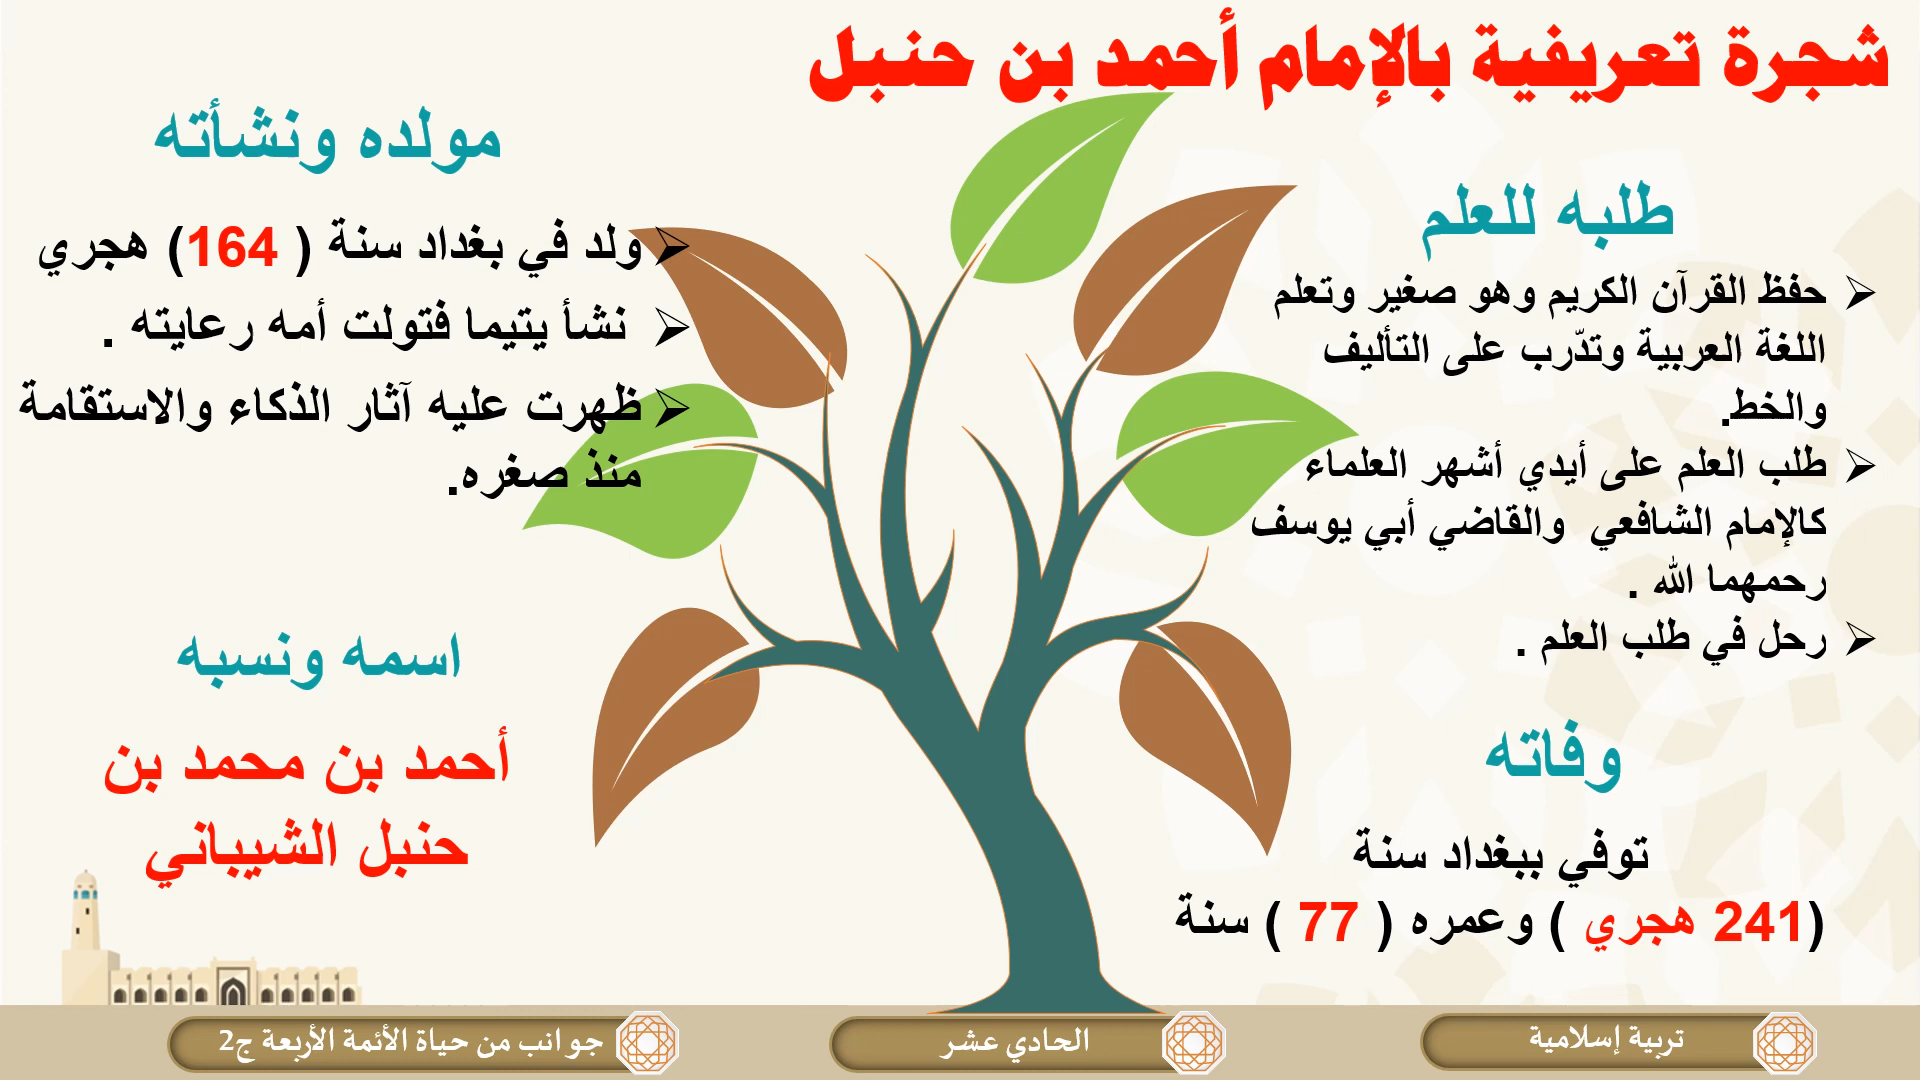 شجرة تعريفية بالإمام أحمد بن حنبل
طلبه للعلم
⮚ حفظ القرآن الكريم وهو صغير وتعلم
اللغة العربية وتدّرب على التأليف
والخط.
⮚ طلب العلم على أيدي أشهر العلماء
كالإمام الشافعي والقاضي أبي يوسف
رحمهما الله .
⮚ رحل في طلب العلم .
وفاته
توفي ببغداد سنة
(241 هجري ) وعمره ( 77 ) سنة
مولده ونشأته
⮚ ولد في بغداد سنة ( 164) هجري
⮚ نشأ يتيما فتولت أمه رعايته .
⮚ ظهرت عليه آثار الذكاء والاستقامة
منذ صغره.
اسمه ونسبه
أحمد بن محمد بن
حنبل الشيباني
تربية إسلامية
الحادي عشر
جوانب من حياة الأئمة الأربعة ج2